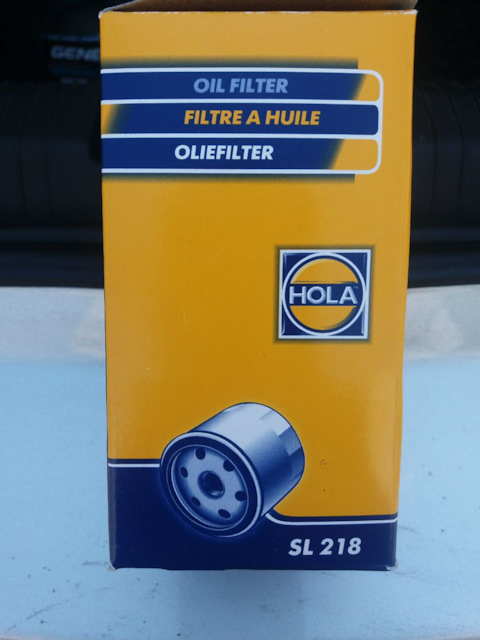 OIL FILTER
FILTRE A HUILE
OLIEFILTER
HOLA
SL 218